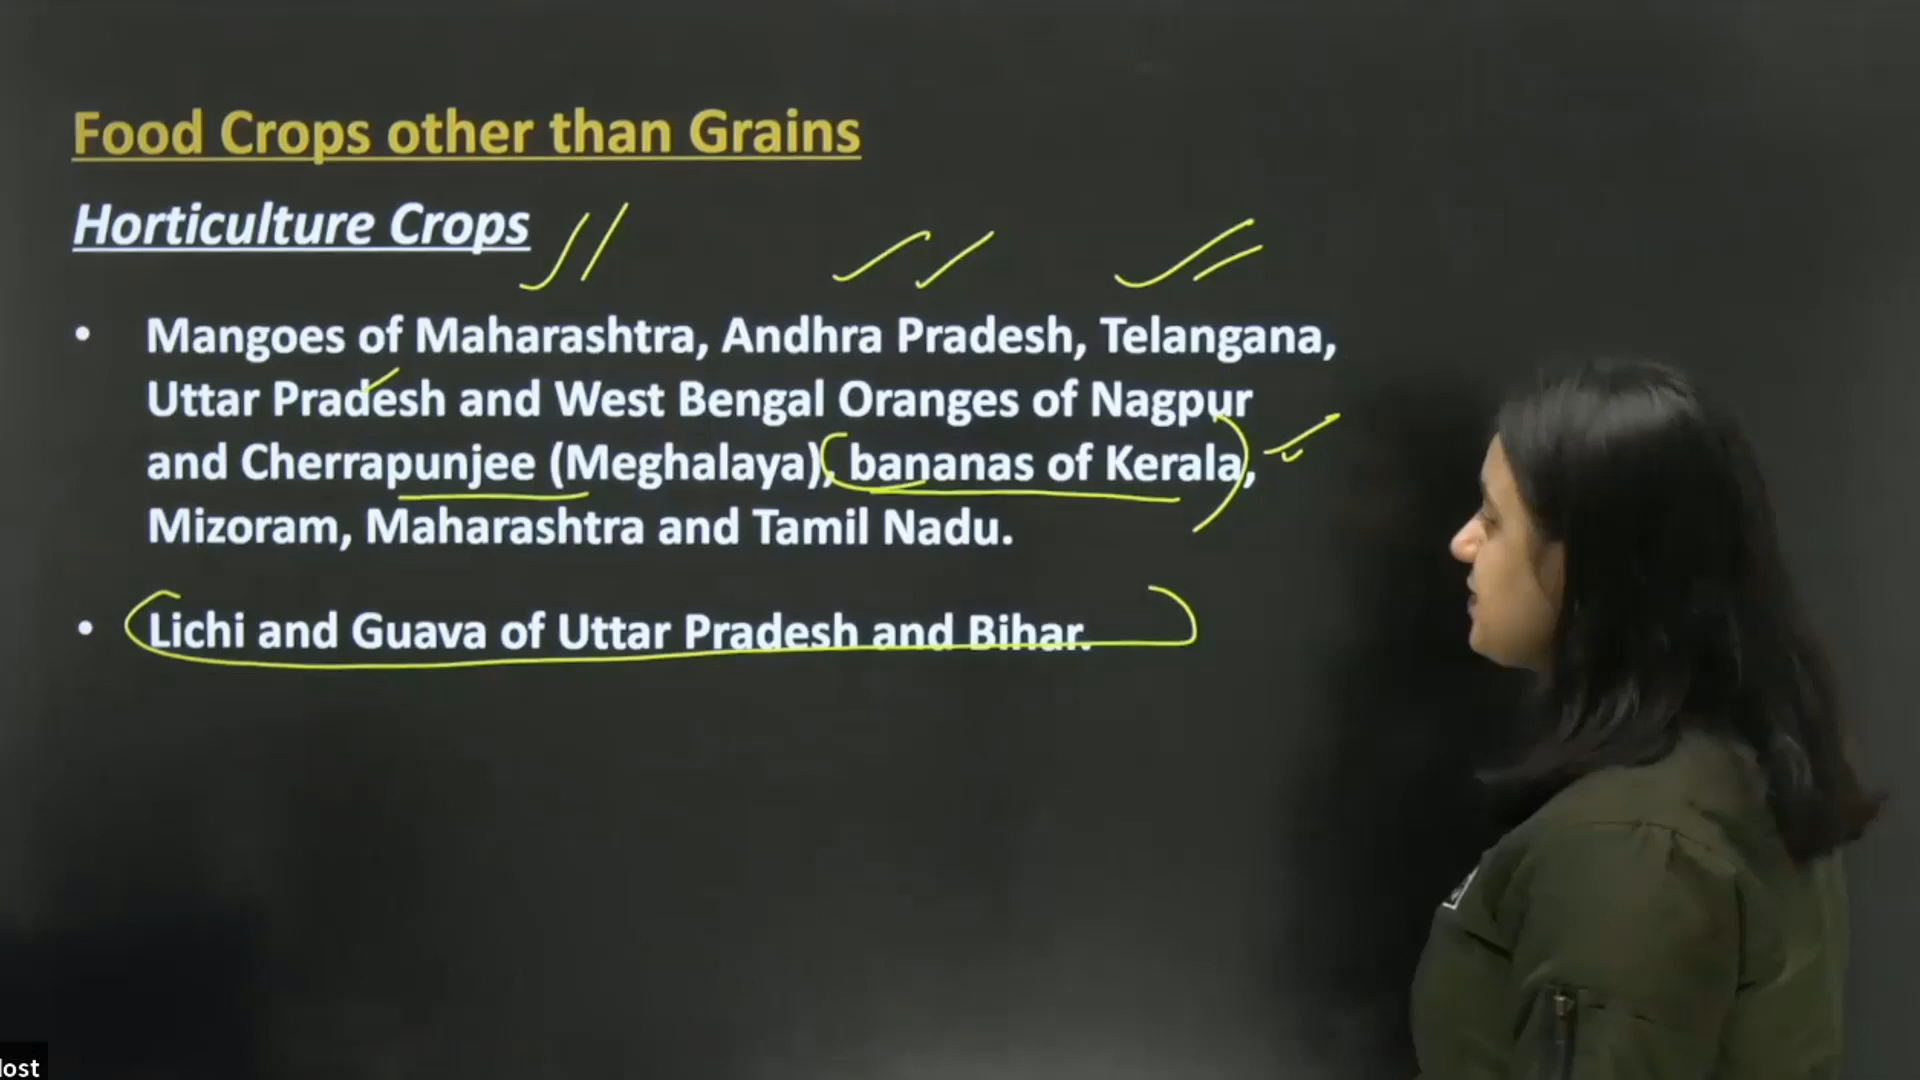 Food Crops other than Grains
Horticulture Crops
• Mangoes of Maharashtra, Andhra Pradesh, Telangana,
Uttar Pradesh and West Bengal Oranges of Nagpur
and Cherrapunjee (Meghalaya), bananas of Kerala,
Mizoram, Maharashtra and Tamil Nadu.
• Lichi and Guava of Uttar Pradesh and Bihar.